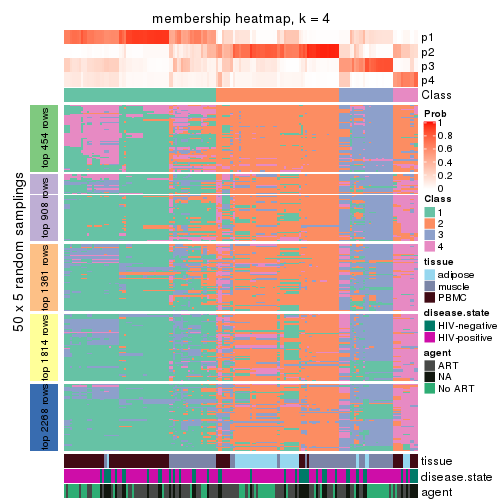 membership heatmap, k = 4
p1
p2
p3
p4
Class
50 x 5 random samplings
top 454 rows
top 908 rows
top 1361 rows
top 1814 rows
top 2268 rows
Prob
1
0.8
0.6
0.4
0.2
0
Class
1
2
3
4
tissue
adipose
muscle
PBMC
disease.state
HIV-negative
HIV-positive
agent
ART
NA
No ART
tissue
disease.state
agent